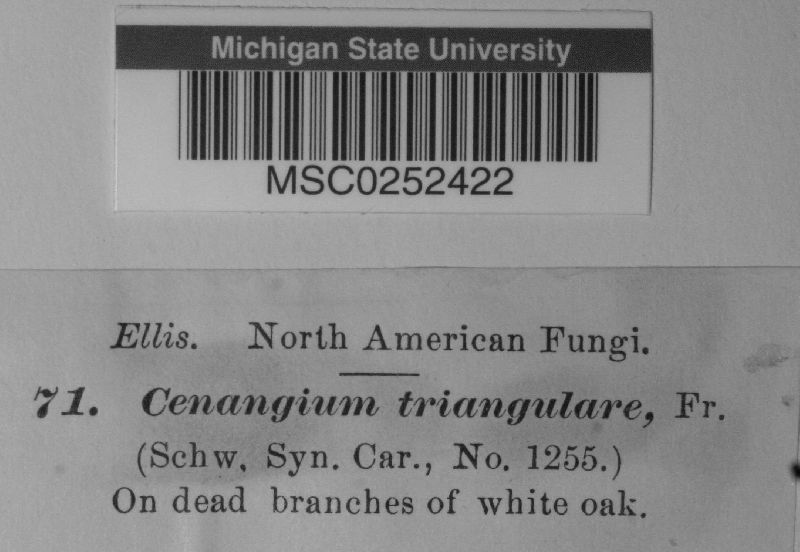 Michigan State University
MSC0252422
Ellis. North American Fungi.
71. Cenangium triangulare, Fr.
(Schw, Syn. Car., No. 1255.)
On dead branches of white oak.